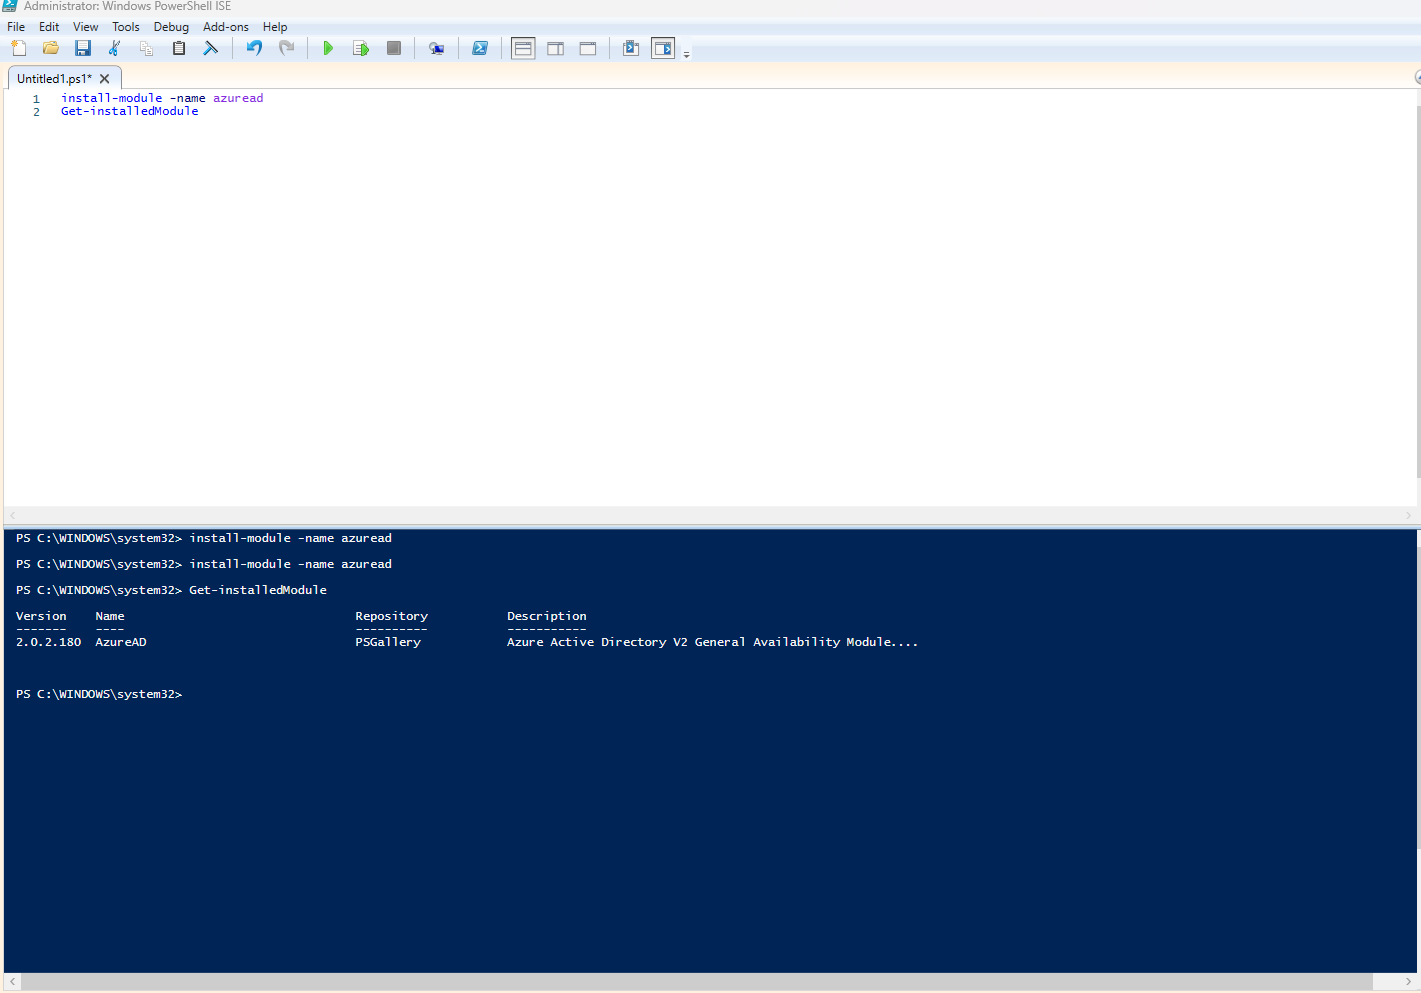 Administrator: Windows PowerShell ISE
File Edit View Tools Debug Add-ons Help
Untitled1.ps1*
1 install-module -name azuread
2 Get-installedModule
PS C:\WINDOWS\system32> install-module -name azuread
PS C:\WINDOWS\system32> install-module -name azuread
PS C:\WINDOWS\system32> Get-installedModule
Version Name Repository Description
------- ---- ---------- -----------
2.0.2.180 AzureAD PSGallery Azure Active Directory V2 General Availability Module....
PS C:\WINDOWS\system32>